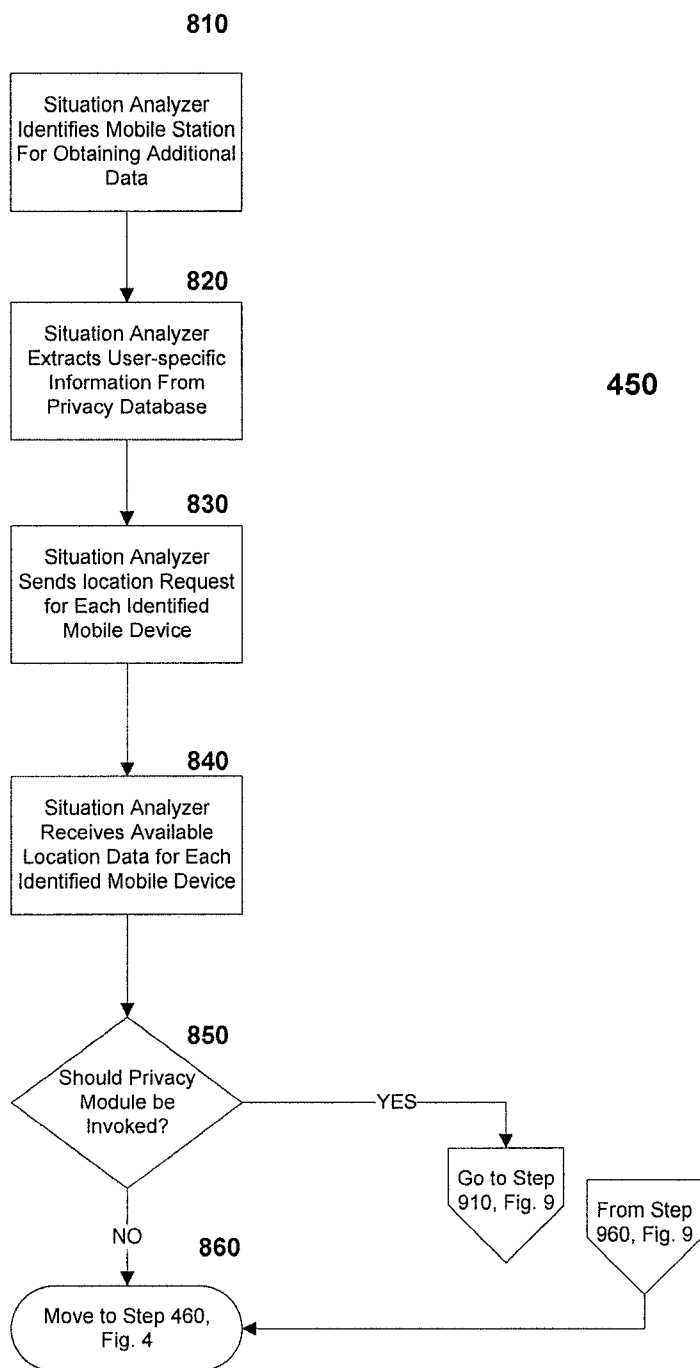 810
Situation Analyzer
Identifies Mobile Station
For Obtaining Additional
Data
820
Situation Analyzer
Extracts User-specific
Information From
Privacy Database
450
830
Situation Analyzer
Sends location Request
for Each Identified
Mobile Device
840
Situation Analyzer
Receives Available
Location Data for Each
Identified Mobile Device
850
Should Privacy
Module be
Invoked?
YES
Go to Step
910, Fig. 9
From Step
960, Fig. 9
NO
860
Move to Step 460,
Fig. 4